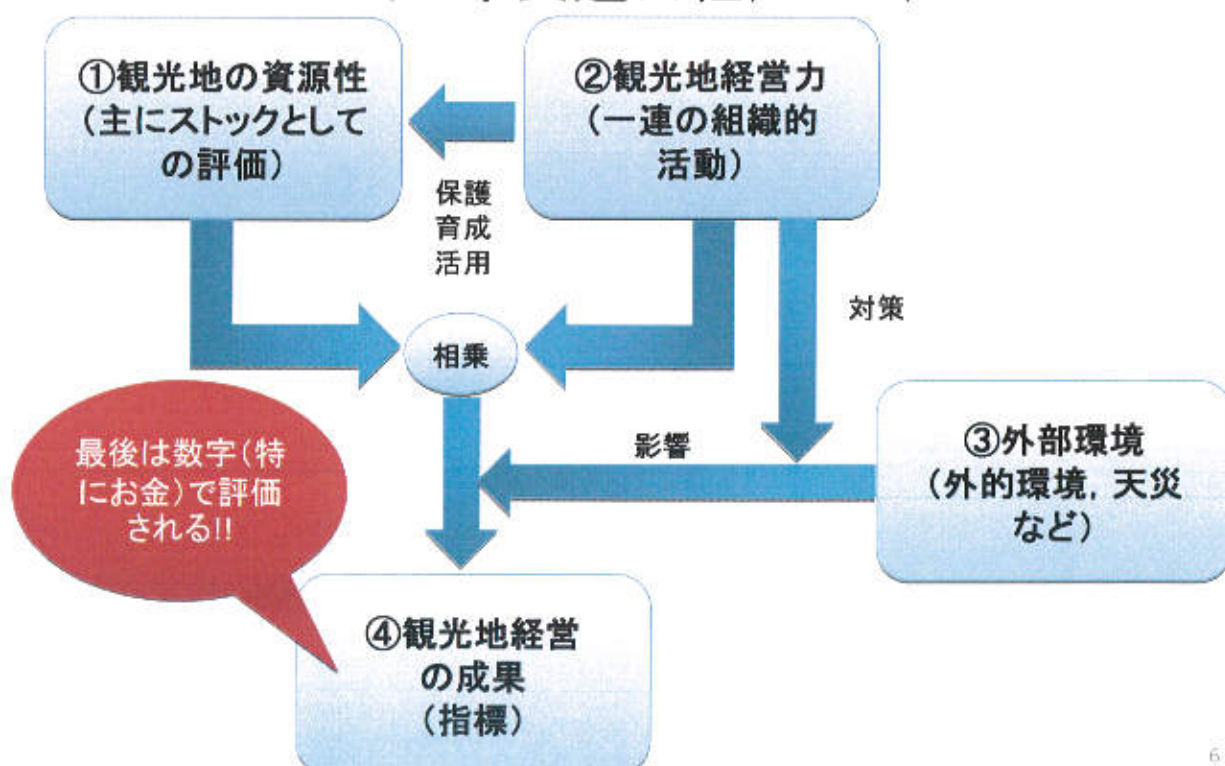 ①観光地の資源性
（主にストックとして
の評価）
②観光地経営力
（一連の組織的
活動）
保護
育成
活用
相乗
対策
影響
③外部環境
（外的環境，天災
など）
最後は数字（特
にお金）で評価
される!!
④観光地経営
の成果
（指標）
6